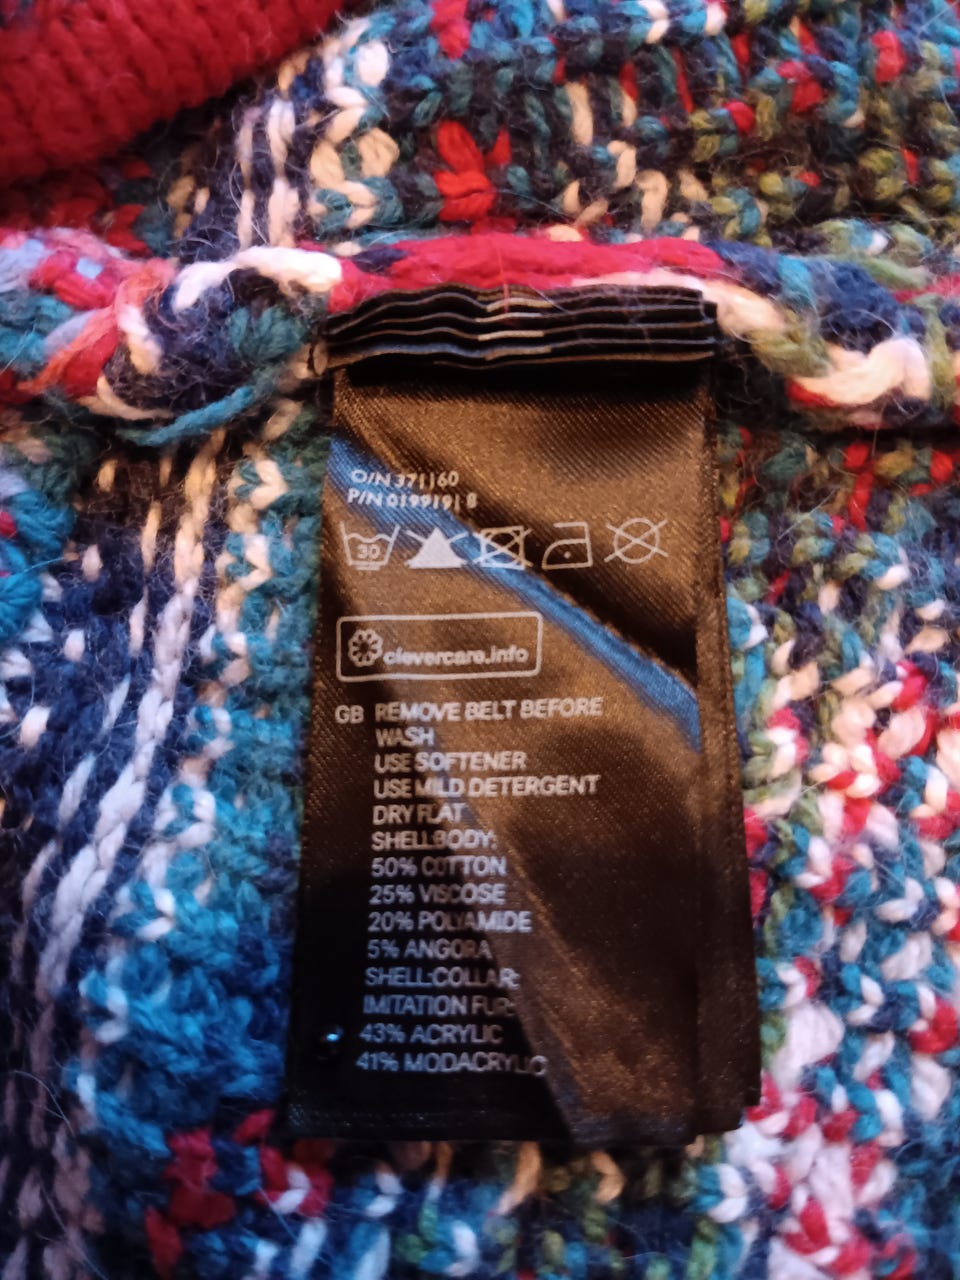 O/N 371160
P/N 0199191 8
30
clevercare.info
GB REMOVE BELT BEFORE
WASH
USE SOFTENER
USE MILD DETERGENT
DRY FLAT
SHELLBODY:
50% COTTON
25% VISCOSE
20% POLYAMIDE
5% ANGORA
SHELL:COLLAR:
IMITATION FUR:
43% ACRYLIC
41% MODACRYLIC